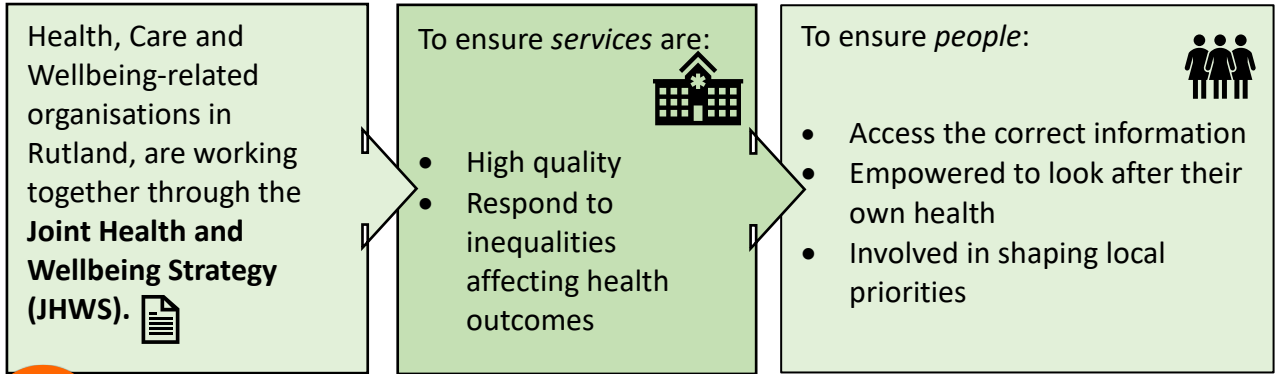 Health, Care and
Wellbeing-related
organisations in
Rutland, are working
together through the
Joint Health and
Wellbeing Strategy
(JHWS).
To ensure services are:
• High quality
• Respond to
inequalities
affecting health
outcomes
To ensure people:
• Access the correct information
• Empowered to look after their
own health
• Involved in shaping local
priorities